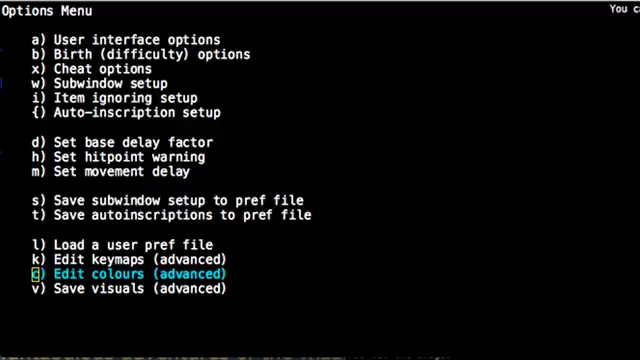 Options Menu
You c
a) User interface options
b) Birth (difficulty) options
x) Cheat options
w) Subwindow setup
i) Item ignoring setup
{) Auto-inscription setup
d) Set base delay factor
h) Set hitpoint warning
m) Set movement delay
s) Save subwindow setup to pref file
t) Save autoinscriptions to pref file
l) Load a user pref file
k) Edit keymaps (advanced)
c) Edit colours (advanced)
v) Save visuals (advanced)